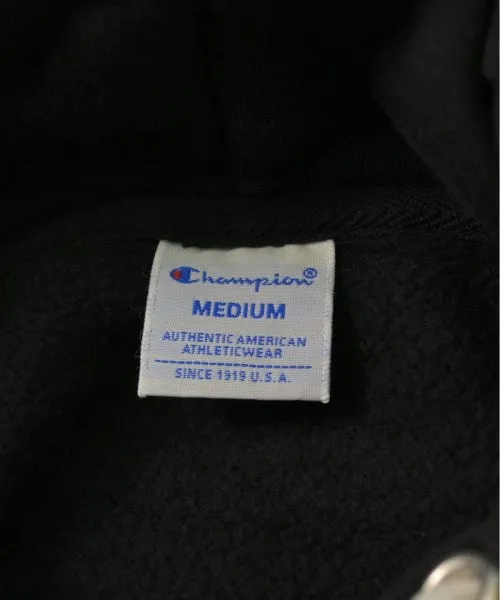 Champion®
MEDIUM
AUTHENTIC AMERICAN
ATHLETICWEAR
SINCE 1919 U.S.A.